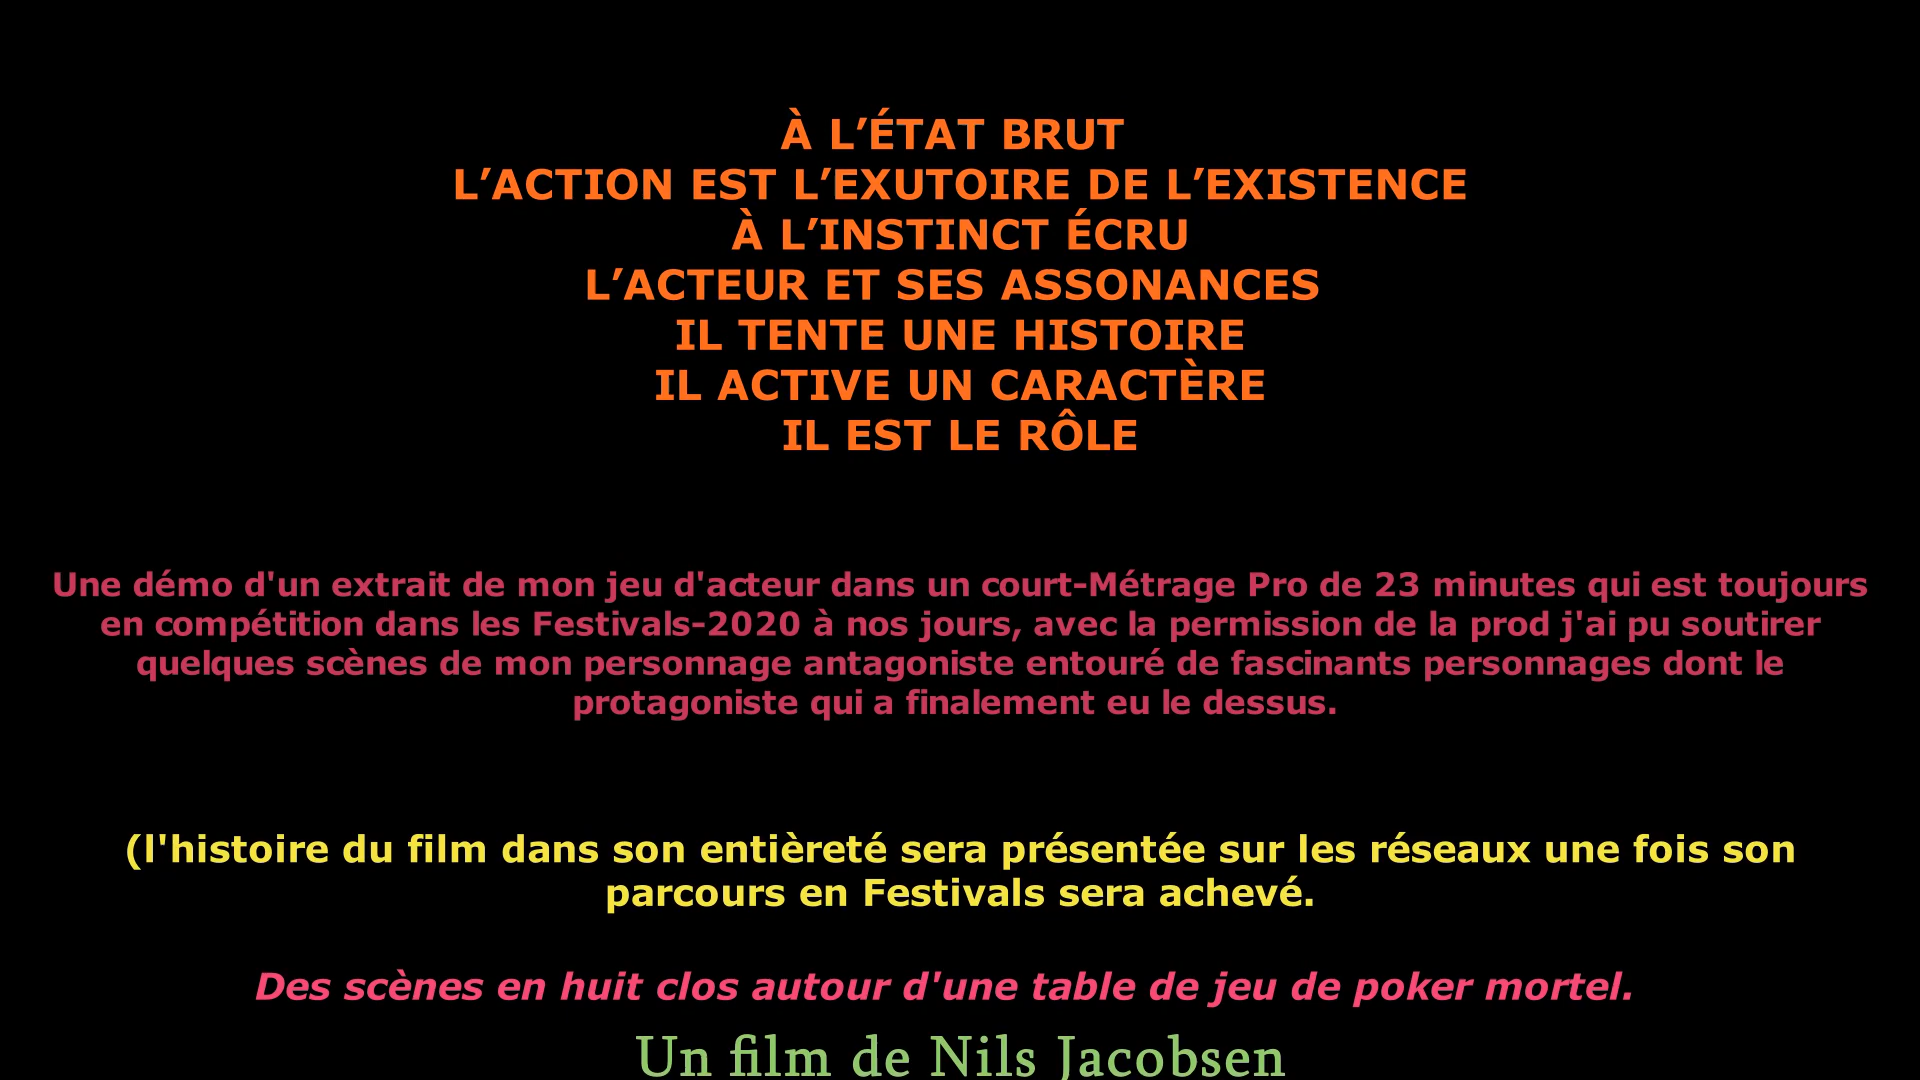 À L’ÉTAT BRUT
L’ACTION EST L’EXUTOIRE DE L’EXISTENCE
À L’INSTINCT ÉCRU
L’ACTEUR ET SES ASSONANCES
IL TENTE UNE HISTOIRE
IL ACTIVE UN CARACTÈRE
IL EST LE RÔLE
Une démo d'un extrait de mon jeu d'acteur dans un court-Métrage Pro de 23 minutes qui est toujours
en compétition dans les Festivals-2020 à nos jours, avec la permission de la prod j'ai pu soutirer
quelques scènes de mon personnage antagoniste entouré de fascinants personnages dont le
protagoniste qui a finalement eu le dessus.
(l'histoire du film dans son entièreté sera présentée sur les réseaux une fois son
parcours en Festivals sera achevé.
Des scènes en huit clos autour d'une table de jeu de poker mortel.
Un film de Nils Jacobsen